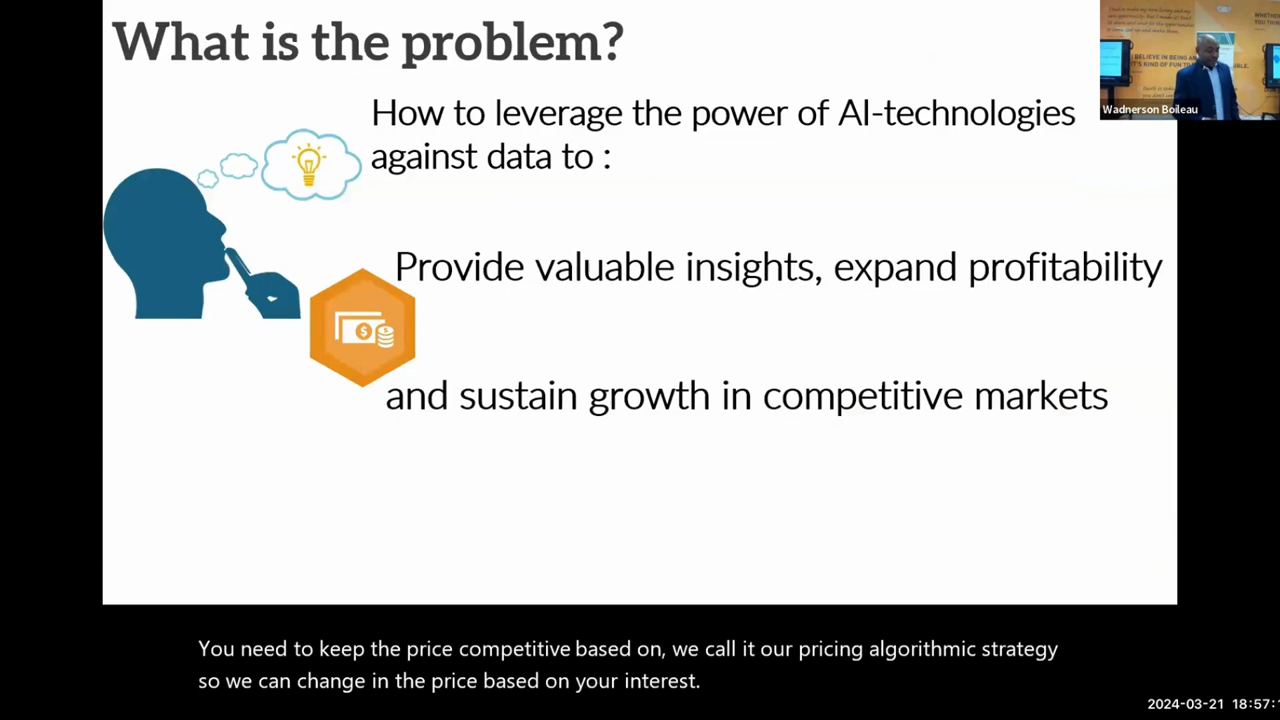 What is the problem?
How to leverage the power of AI-technologies
against data to :
Provide valuable insights, expand profitability
and sustain growth in competitive markets
Wadnerson Boileau
You need to keep the price competitive based on, we call it our pricing algorithmic strategy
so we can change in the price based on your interest.
2024-03-21 18:57: